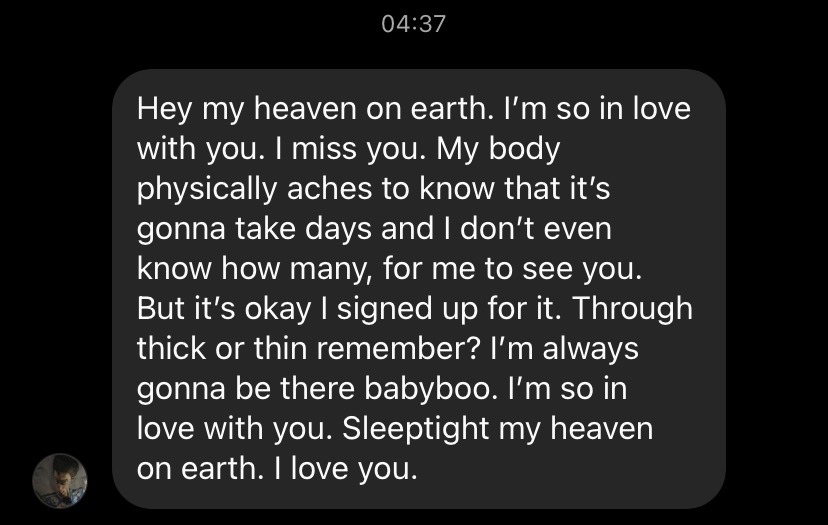 04:37
Hey my heaven on earth. I’m so in love
with you. I miss you. My body
physically aches to know that it’s
gonna take days and I don’t even
know how many, for me to see you.
But it’s okay I signed up for it. Through
thick or thin remember? I’m always
gonna be there babyboo. I’m so in
love with you. Sleeptight my heaven
on earth. I love you.